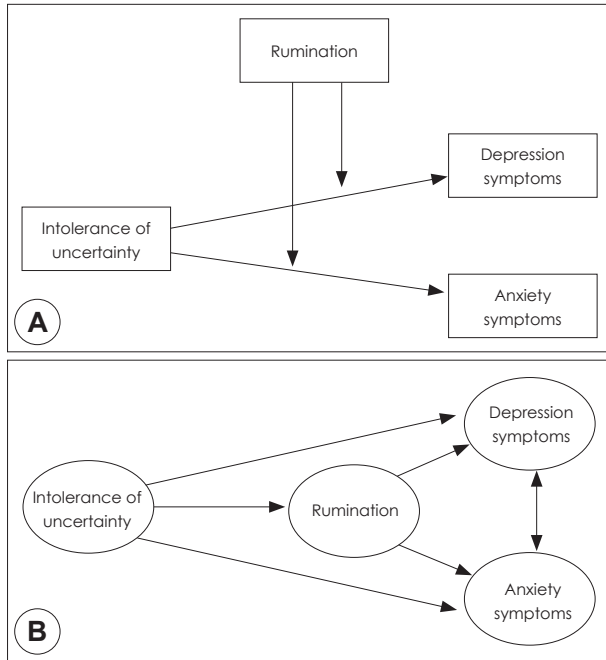 Rumination
Depression
symptoms
Intolerance of
uncertainty
Anxiety
symptoms
A
Depression
symptoms
Intolerance of
uncertainty
Rumination
Anxiety
symptoms
B